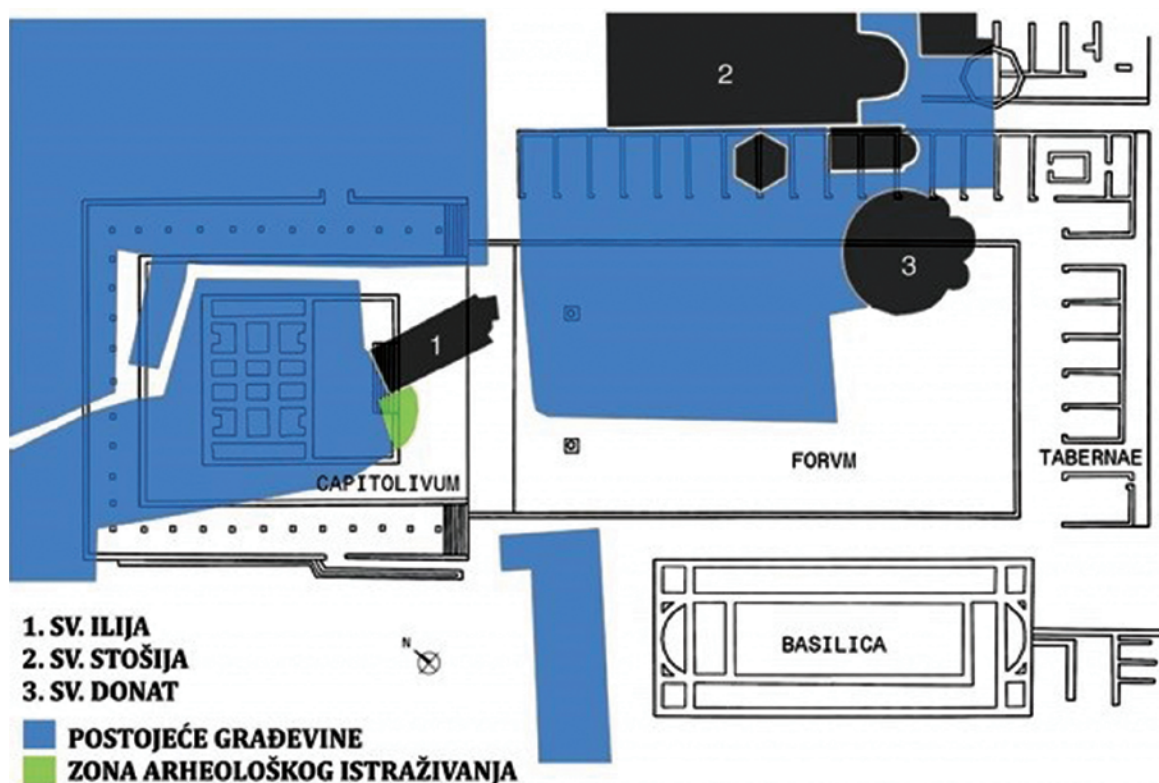 2
3
1
CAPITOLIVUM
FORVM
TABERNAE
BASILICA
N
1. SV. ILIJA
2. SV. STOŠIJA
3. SV. DONAT
POSTOJEĆE GRAĐEVINE
ZONA ARHEOLOŠKOG ISTRAŽIVANJA